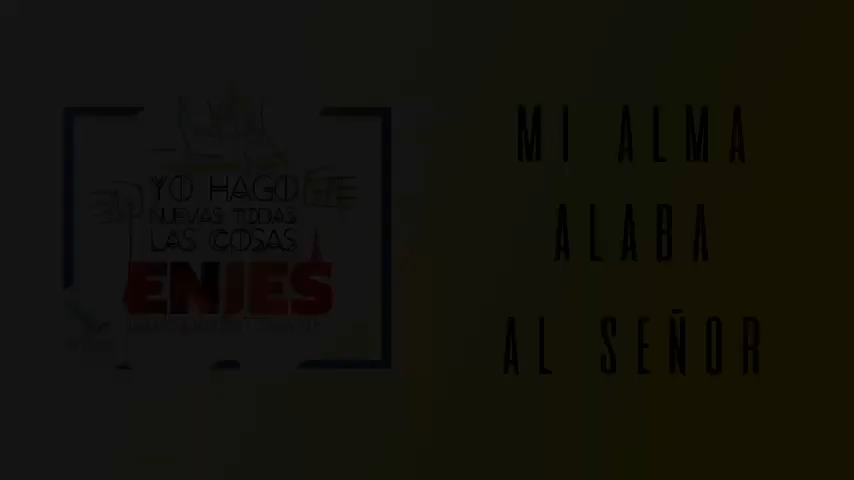 YO HAGO
NUEVAS TODAS
LAS COSAS
ENJES
MI ALMA
ALABA
AL SEÑOR